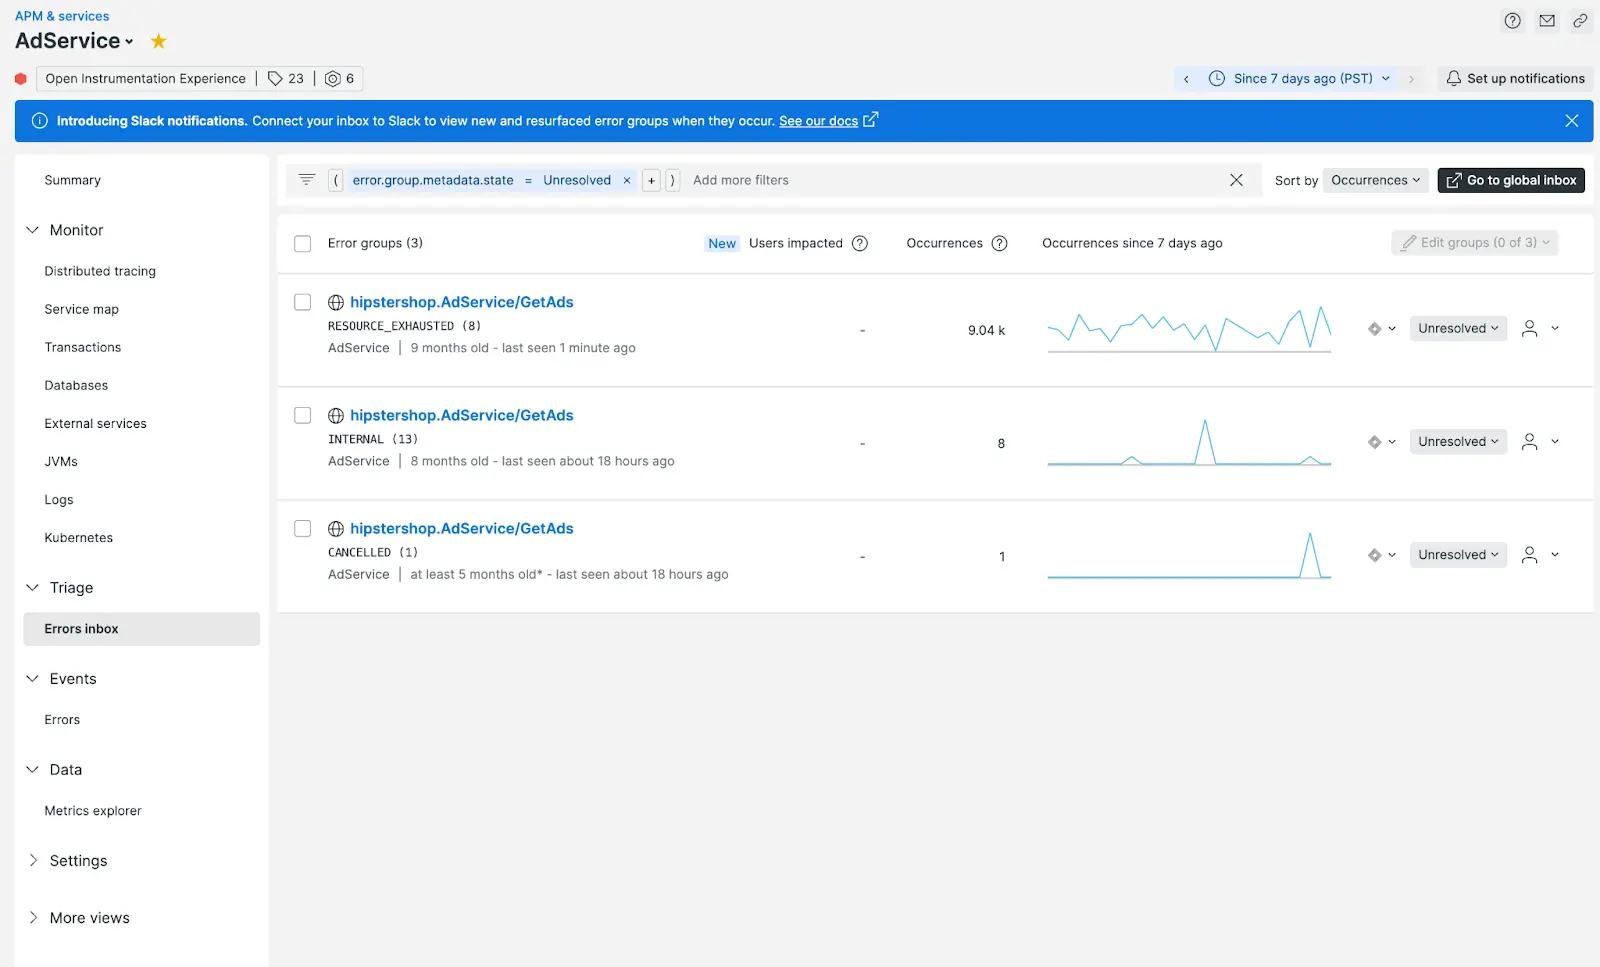 APM & services
AdService
Open Instrumentation Experience | 23 | 6
Since 7 days ago (PST)
Set up notifications
Introducing Slack notifications. Connect your inbox to Slack to view new and resurfaced error groups when they occur. See our docs
Summary
Monitor
Distributed tracing
Service map
Transactions
Databases
External services
JVMs
Logs
Kubernetes
Triage
Errors inbox
Events
Errors
Data
Metrics explorer
Settings
More views
( error.group.metadata.state = Unresolved × + ) Add more filters
Sort by Occurrences
Go to global inbox
Error groups (3)
New Users impacted
Occurrences
Occurrences since 7 days ago
Edit groups (0 of 3)
hipstershop.AdService/GetAds
RESOURCE_EXHAUSTED (8)
AdService | 9 months old - last seen 1 minute ago
-
9.04 k
Unresolved
hipstershop.AdService/GetAds
INTERNAL (13)
AdService | 8 months old - last seen about 18 hours ago
-
8
Unresolved
hipstershop.AdService/GetAds
CANCELLED (1)
AdService | at least 5 months old* - last seen about 18 hours ago
-
1
Unresolved